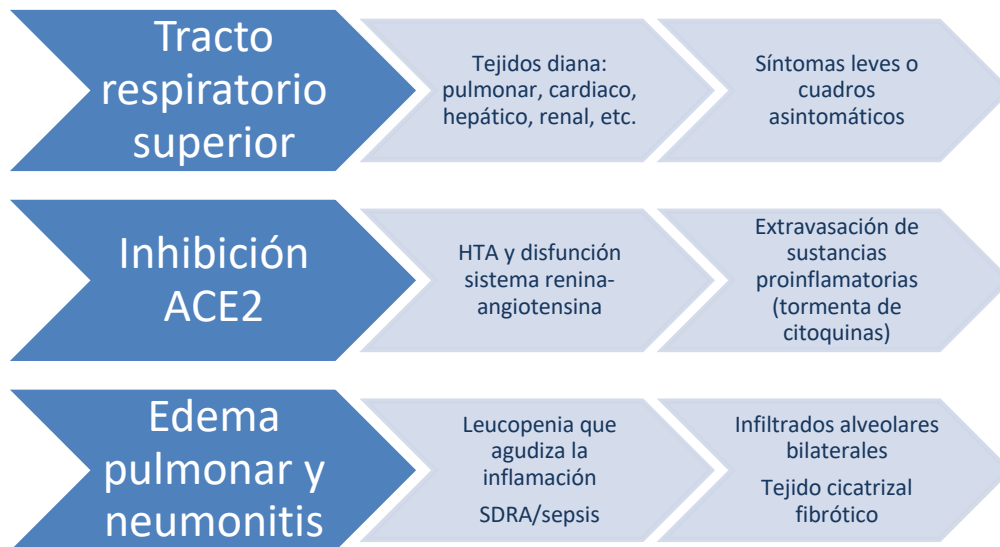 Tracto
respiratorio
superior
Tejidos diana:
pulmonar, cardiaco,
hepático, renal, etc.
Síntomas leves o
cuadros
asintomáticos
Inhibición
ACE2
HTA y disfunción
sistema renina-
angiotensina
Extravasación de
sustancias
proinflamatorias
(tormenta de
citoquinas)
Edema
pulmonar y
neumonitis
Leucopenia que
agudiza la
inflamación
SDRA/sepsis
Infiltrados alveolares
bilaterales
Tejido cicatrizal
fibrótico